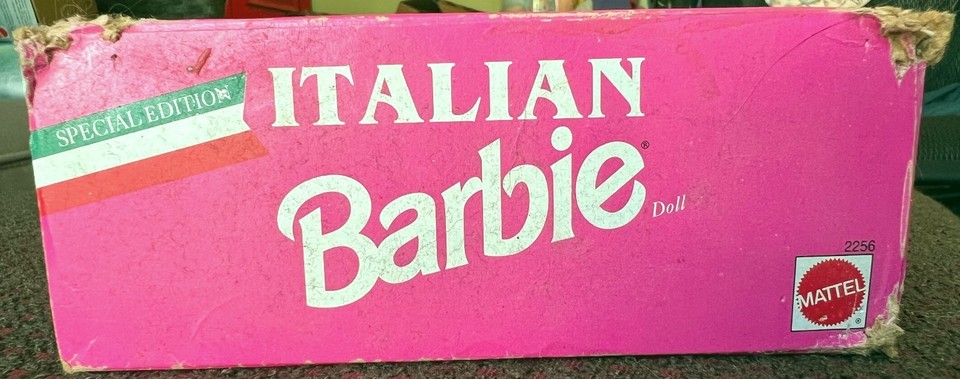 SPECIAL EDITION
ITALIAN
Barbie®
Doll
2256
MATTEL
®